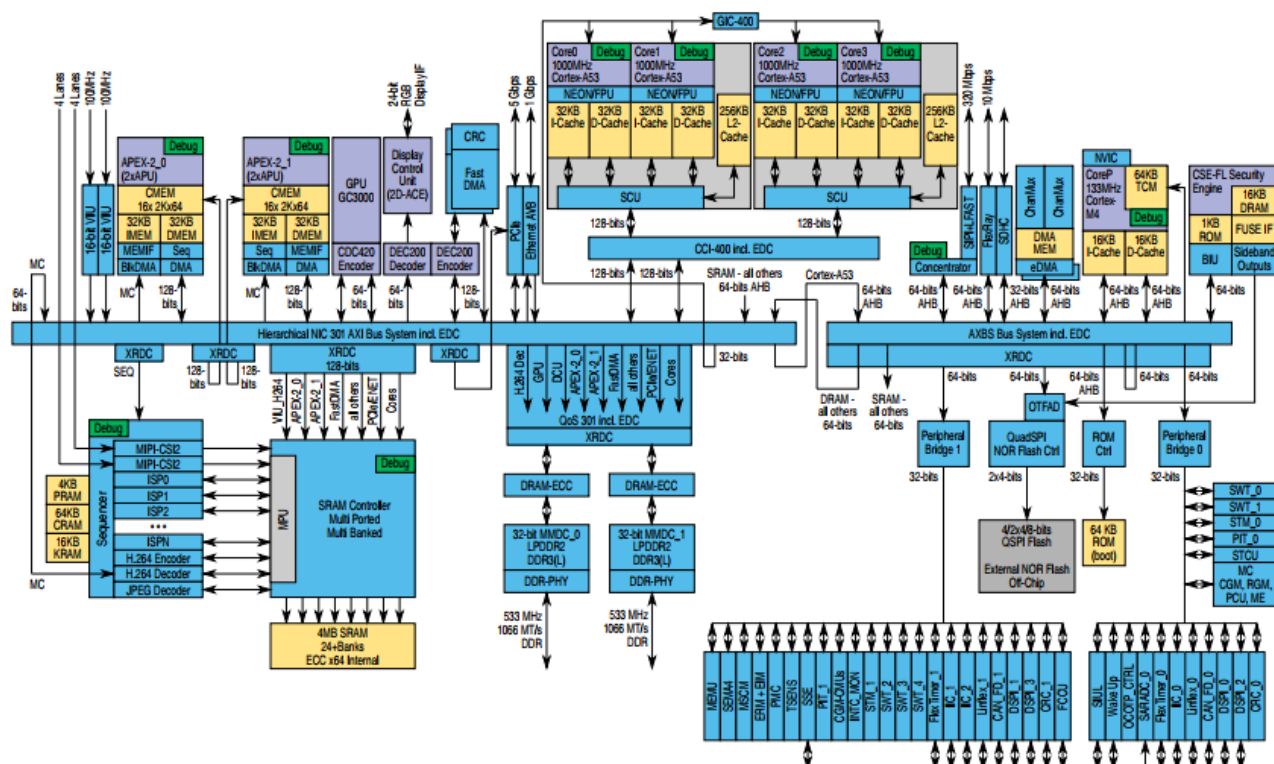 GIC-400
Core0
Debug
1000MHz
Cortex-A53
NEON/FPU
32KB
I-Cache
32KB
D-Cache
Core1
Debug
1000MHz
Cortex-A53
NEON/FPU
32KB
I-Cache
32KB
D-Cache
256KB
L2-
Cache
SCU
128-bits
Core2
Debug
1000MHz
Cortex-A53
NEON/FPU
32KB
I-Cache
32KB
D-Cache
Core3
Debug
1000MHz
Cortex-A53
NEON/FPU
32KB
I-Cache
32KB
D-Cache
256KB
L2-
Cache
SCU
128-bits
CCI-400 incl. EDC
128-bits
128-bits
SRAM - all others
64-bits AHB
Cortex-A53
4 Lanes
4 Lanes
100MHz
100MHz
16-bit VIU
16-bit VIU
MC
64-
bits
Debug
APEX-2_0
(2xAPU)
CMEM
16x 2Kx64
32KB
IMEM
32KB
DMEM
MEMIF
Seq
BlkDMA
DMA
MC
128-
bits
Debug
APEX-2_1
(2xAPU)
CMEM
16x 2Kx64
32KB
IMEM
32KB
DMEM
Seq
MEMIF
BlkDMA
DMA
MC
128-
bits
GPU
GC3000
CDC420
Encoder
64-
bits
24-bit
RGB
Display IF
Display
Control
Unit
(2D-ACE)
DEC200
Decoder
64-
bits
CRC
Fast
DMA
DEC200
Encoder
128-
bits
5 Gbps
1 Gbps
PCIe
Ethernet AVB
320 Mbps
10 Mbps
Debug
Concentrator
64-bits
AHB
SIPI-LFAST
64-bits
AHB
FlexRay
SDHC
64-bits
AHB
ChanMux
ChanMux
DMA
MEM
eDMA
32-bits
AHB
64-bits
AHB
NVIC
CoreP
133MHz
Cortex-
M4
64KB
TCM
Debug
16KB
I-Cache
16KB
D-Cache
64-bits
AHB
64-bits
AHB
CSE-FL Security
Engine
16KB
DRAM
1KB
ROM
FUSE IF
BIU
Sideband
Outputs
64-bits
64-bits
AHB
Hierarchical NIC 301 AXI Bus System incl. EDC
AXBS Bus System incl. EDC
XRDC
XRDC
SEQ
XRDC
128-
bits
128-
bits
XRDC
128-bits
XRDC
32-bits
VIU_H264
APEX-2_0
APEX-2_1
FastDMA
all others
PCIe/ENET
Cores
H.264 Dec
GPU
DCU
APEX-2_0
APEX-2_1
FastDMA
all others
PCIe/ENET
Cores
QoS 301 incl. EDC
XRDC
DRAM-ECC
32-bit MMDC_0
LPDDR2
DDR3(L)
DDR-PHY
533 MHz
1066 MT/s
DDR
DRAM-ECC
32-bit MMDC_1
LPDDR2
DDR3(L)
DDR-PHY
533 MHz
1066 MT/s
DDR
DRAM -
all others
64-bits
SRAM -
all others
64-bits
64-bits
64-bits
64-bits
AHB
32-bits
64-bits
Debug
4KB
PRAM
64KB
CRAM
16KB
KRAM
Sequencer
MIPI-CSI2
MIPI-CSI2
ISP0
ISP1
ISP2
•••
ISPN
H.264 Encoder
H.264 Decoder
JPEG Decoder
MC
MPU
Debug
SRAM Controller
Multi Ported
Multi Banked
4MB SRAM
24+Banks
ECC x64 Internal
Peripheral
Bridge 1
32-bits
OTFAD
QuadSPI
NOR Flash Ctrl
2x4-bits
4/2x4/8-bits
QSPI Flash
External NOR Flash
Off-Chip
ROM
Ctrl
32-bits
64 KB
ROM
(boot)
Peripheral
Bridge 0
32-bits
SWT_0
SWT_1
STM_0
PIT_0
STCU
MC
CGM, RGM,
PCU, ME
MEMU
SEMA4
MSCM
ERM + EIM
PMC
TSENS
SSE
PIT_1
CGM-CMUs
INTC_MON
STM_1
SWT_2
SWT_3
SWT_4
Flex Timer_1
IIC_1
IIC_2
Linflex_1
CAN_FD_1
DSPI_1
DSPI_3
CRC_1
FCCU
SIUL
Wake Up
OCOTP_CTRL
SARADC_0
Flex Timer_0
IIC_0
Linflex_0
CAN_FD_0
DSPI_0
DSPI_2
CRC_0